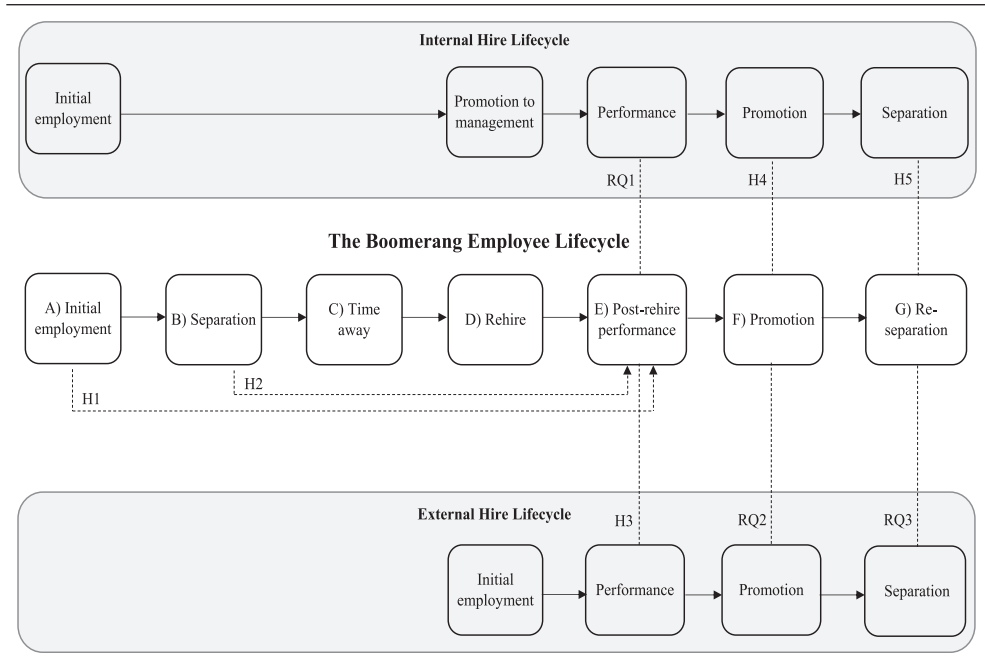 Internal Hire Lifecycle
Initial
employment
Promotion to
management
Performance
Promotion
Separation
RQ1
H4
H5
The Boomerang Employee Lifecycle
A) Initial
employment
B) Separation
C) Time
away
D) Rehire
E) Post-rehire
performance
F) Promotion
G) Re-
separation
H2
H1
External Hire Lifecycle
H3
RQ2
RQ3
Initial
employment
Performance
Promotion
Separation